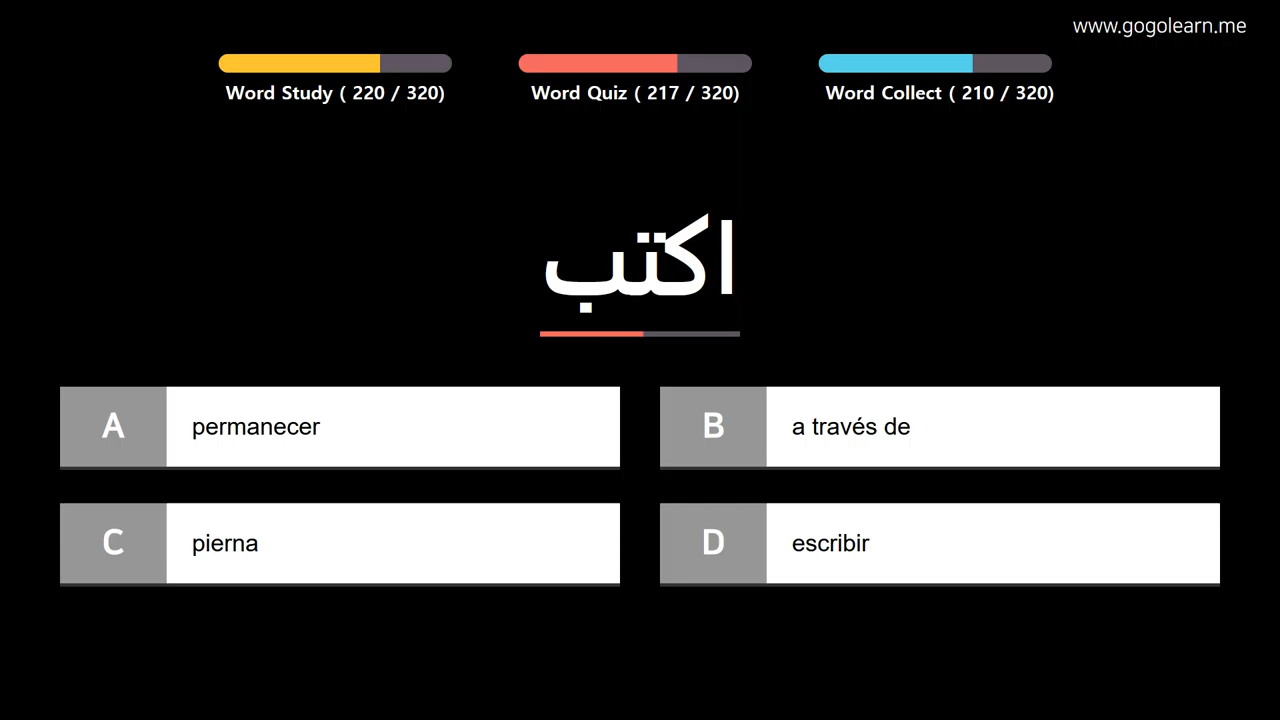 www.gogolearn.me
Word Study ( 220 / 320)
Word Quiz ( 217 / 320)
Word Collect ( 210 / 320)
اكتب
A permanecer
B a través de
C pierna
D escribir